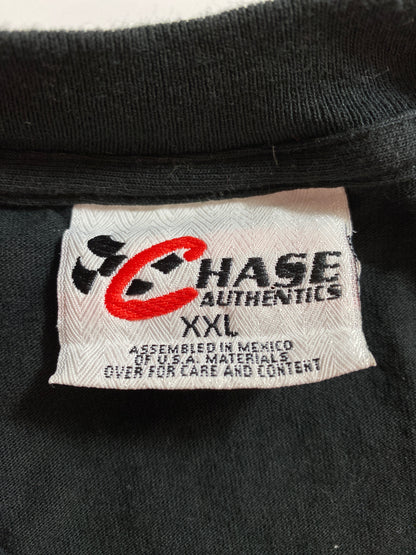 CHASE
AUTHENTICS
XXL
ASSEMBLED IN MEXICO
OF U.S.A. MATERIALS
OVER FOR CARE AND CONTENT